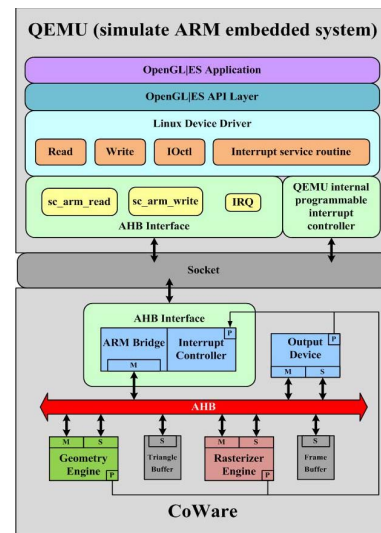 QEMU (simulate ARM embedded system)
OpenGL|ES Application
OpenGL|ES API Layer
Linux Device Driver
Read Write IOctl Interrupt service routine
sc_arm_read sc_arm_write IRQ
AHB Interface
QEMU internal
programmable
interrupt
controller
Socket
AHB Interface
ARM Bridge
M
Interrupt
Controller
P
Output
Device
P
M S
AHB
M S
Geometry
Engine
P
S
Triangle
Buffer
M S
Rasterizer
Engine
P
S
Frame
Buffer
CoWare